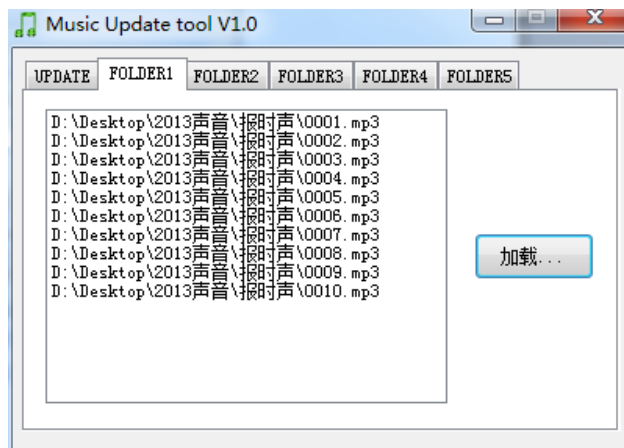 Music Update tool V1.0
UPDATE FOLDER1 FOLDER2 FOLDER3 FOLDER4 FOLDER5
D:\Desktop\2013声音\报时声\0001.mp3
D:\Desktop\2013声音\报时声\0002.mp3
D:\Desktop\2013声音\报时声\0003.mp3
D:\Desktop\2013声音\报时声\0004.mp3
D:\Desktop\2013声音\报时声\0005.mp3
D:\Desktop\2013声音\报时声\0006.mp3
D:\Desktop\2013声音\报时声\0007.mp3
D:\Desktop\2013声音\报时声\0008.mp3
D:\Desktop\2013声音\报时声\0009.mp3
D:\Desktop\2013声音\报时声\0010.mp3
加载...